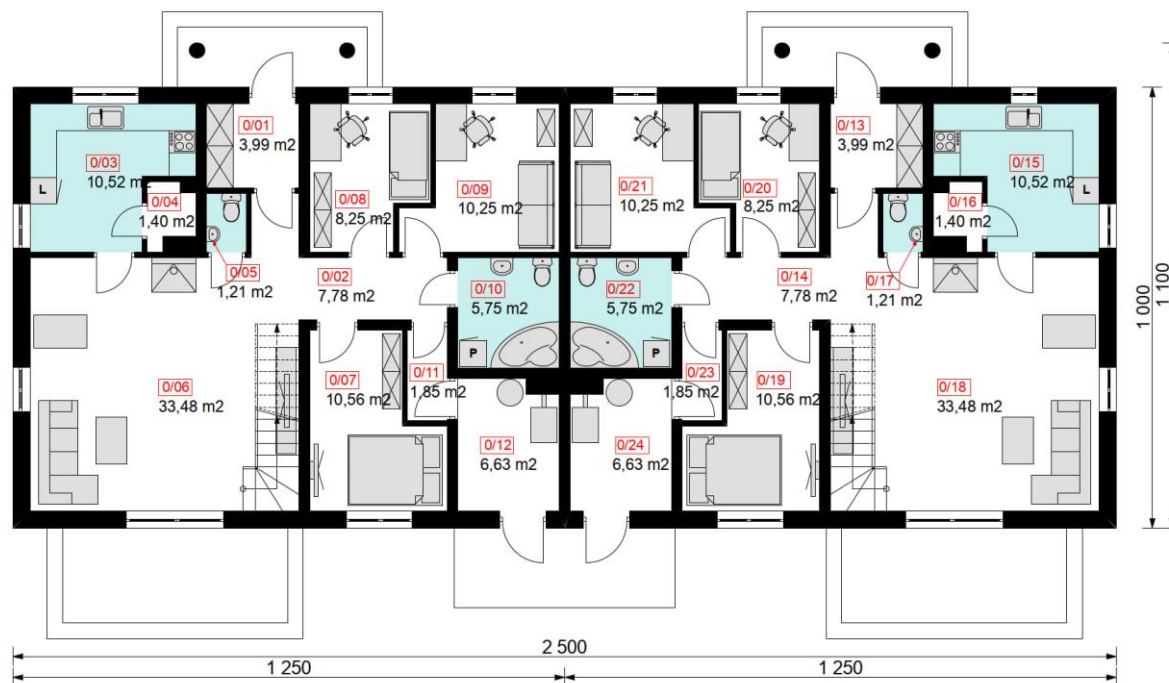 0/01
3,99 m2
0/13
3,99 m2
0/03
10,52 m2
0/15
10,52 m2
L
L
0/04
1,40 m2
0/08
8,25 m2
0/09
10,25 m2
0/21
10,25 m2
0/20
8,25 m2
0/16
1,40 m2
0/05
1,21 m2
0/02
7,78 m2
0/10
5,75 m2
0/22
5,75 m2
0/14
7,78 m2
0/17
1,21 m2
P
P
0/06
33,48 m2
0/07
10,56 m2
0/11
1,85 m2
0/23
1,85 m2
0/19
10,56 m2
0/18
33,48 m2
0/12
6,63 m2
0/24
6,63 m2
1 000
1 100
2 500
1 250
1 250